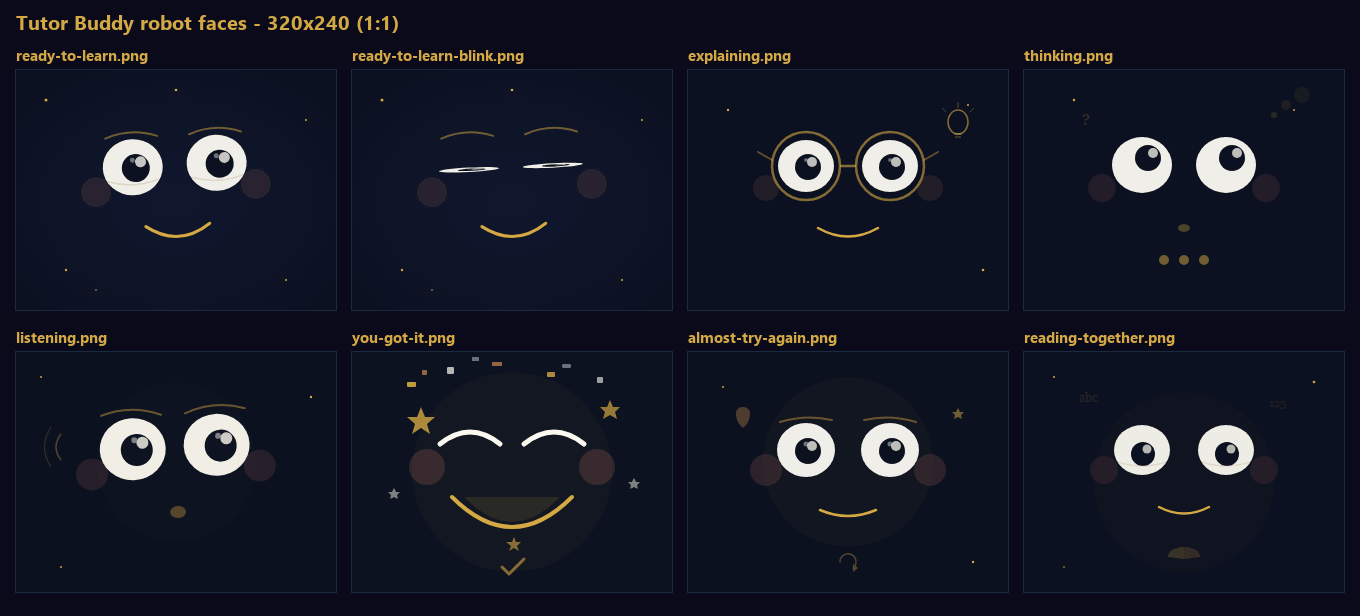 Tutor Buddy robot faces - 320x240 (1:1)
ready-to-learn.png
ready-to-learn-blink.png
explaining.png
thinking.png
?
listening.png
you-got-it.png
almost-try-again.png
reading-together.png
abc
123